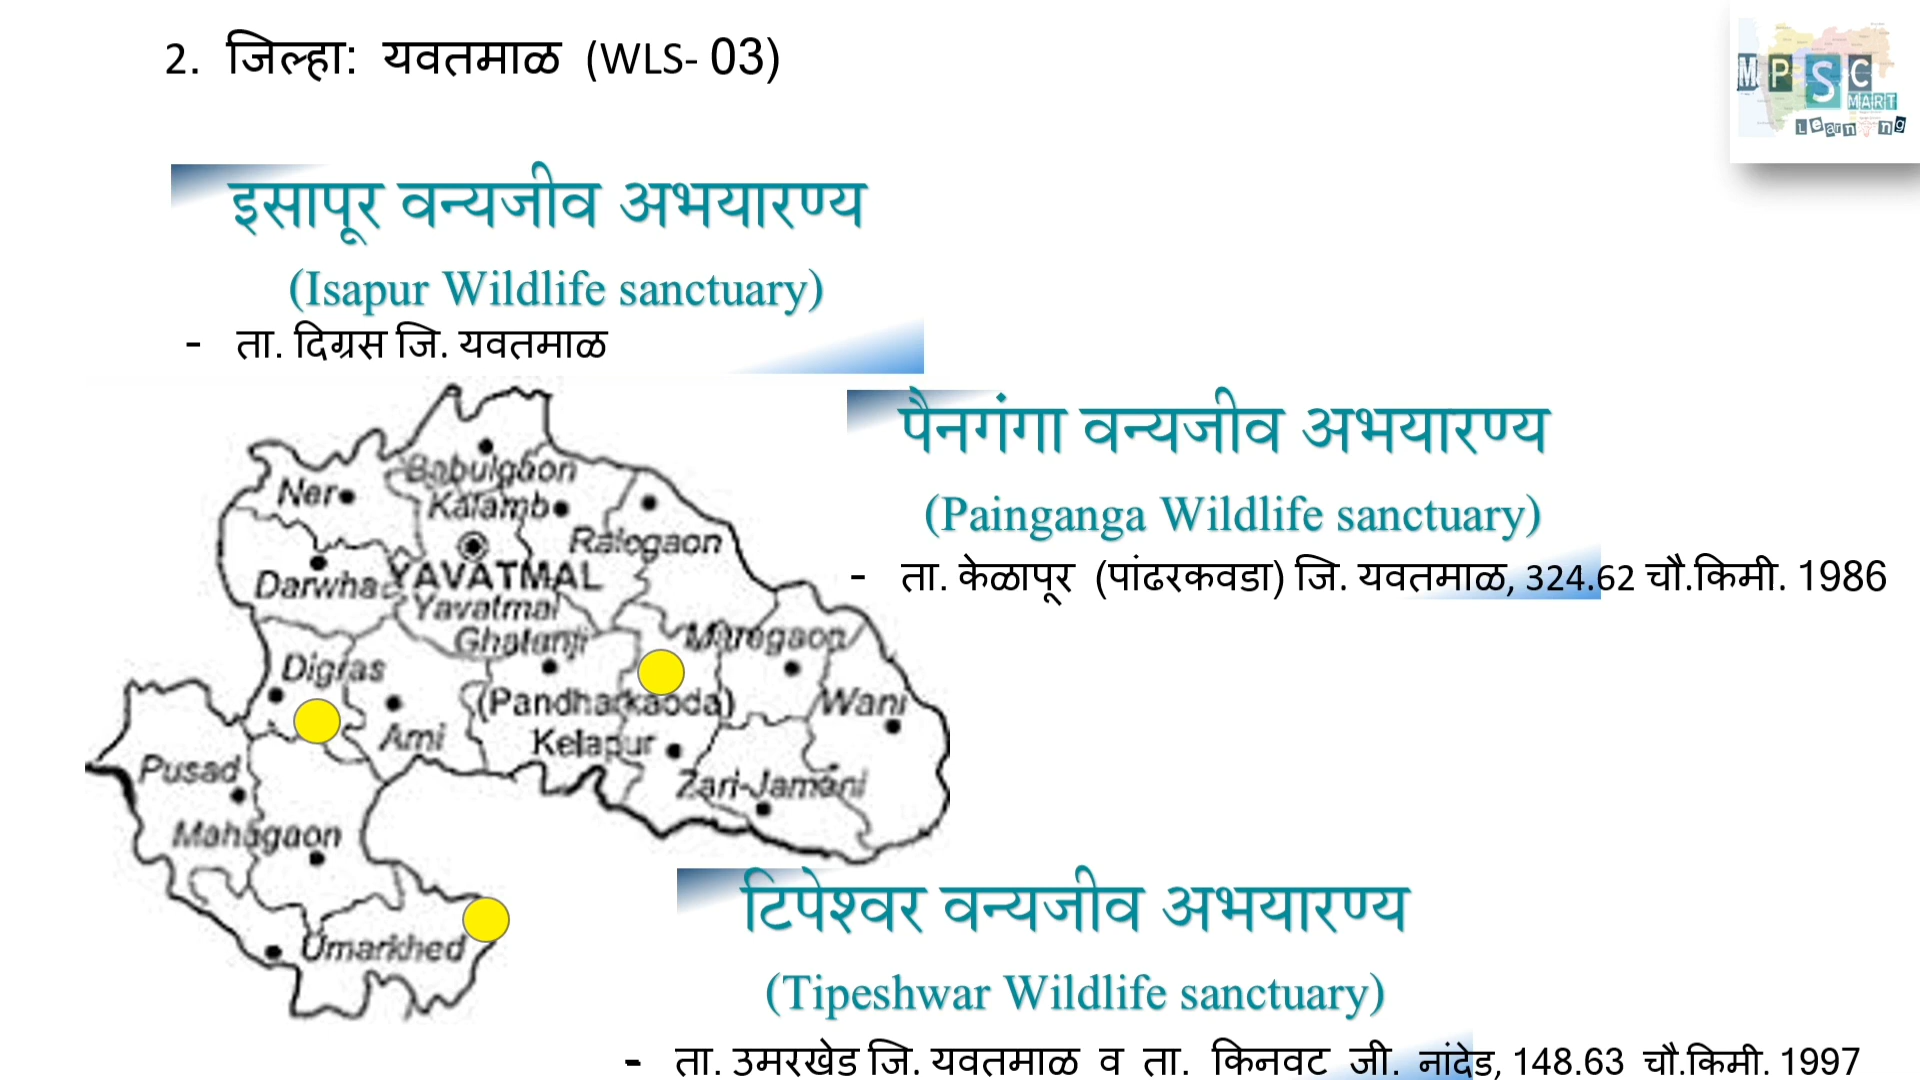 2. जिल्हा: यवतमाळ (WLS- 03)
MPSC
MART
Learning
इसापूर वन्यजीव अभयारण्य
(Isapur Wildlife sanctuary)
- ता. दिग्रस जि. यवतमाळ
पैनगंगा वन्यजीव अभयारण्य
(Painganga Wildlife sanctuary)
- ता. केळापूर (पांढरकवडा) जि. यवतमाळ, 324.62 चौ.किमी. 1986
Babulgaon
Ner
Kalamb
Ralegaon
YAVATMAL
Darwha
Yavatmal
Ghatanji
Maregaon
Digras
(Pandharkaoda)
Wani
Arni
Kelapur
Pusad
Zari-Jamani
Mahagaon
Umarkhed
टिपेश्वर वन्यजीव अभयारण्य
(Tipeshwar Wildlife sanctuary)
- ता. उमरखेड जि. यवतमाळ व ता. किनवट जी. नांदेड, 148.63 चौ.किमी. 1997